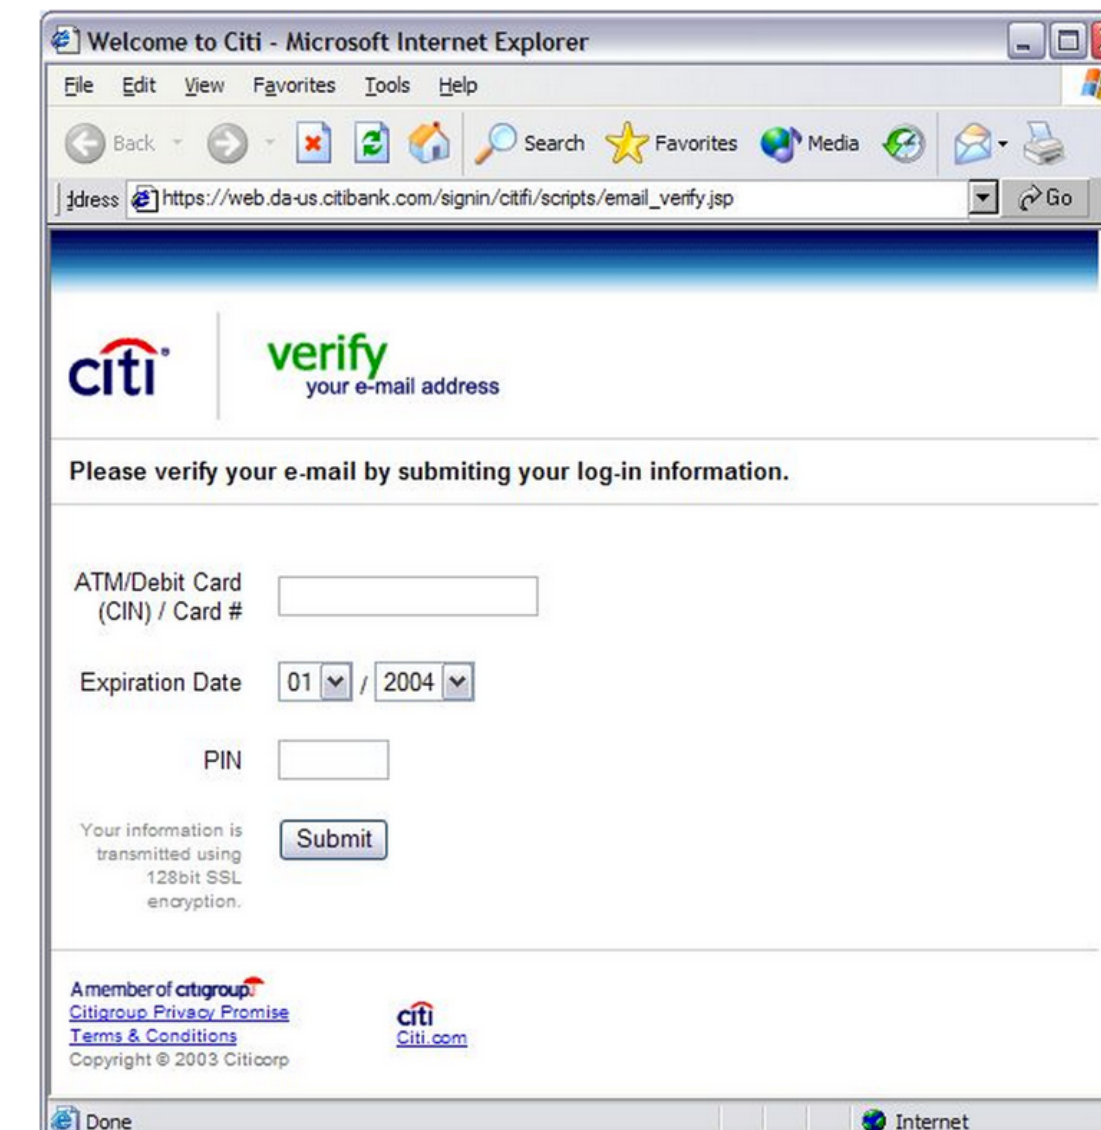 Welcome to Citi - Microsoft Internet Explorer
File Edit View Favorites Tools Help
Back Search Favorites Media
dress https://web.da-us.citibank.com/signin/citifi/scripts/email_verify.jsp Go
citi® verify
your e-mail address
Please verify your e-mail by submiting your log-in information.
ATM/Debit Card
(CIN) / Card #
Expiration Date 01 / 2004
PIN
Your information is
transmitted using
128bit SSL
encryption.
Submit
A member of citigroup
Citigroup Privacy Promise
Terms & Conditions
Copyright © 2003 Citicorp
citi
Citi.com
Done Internet